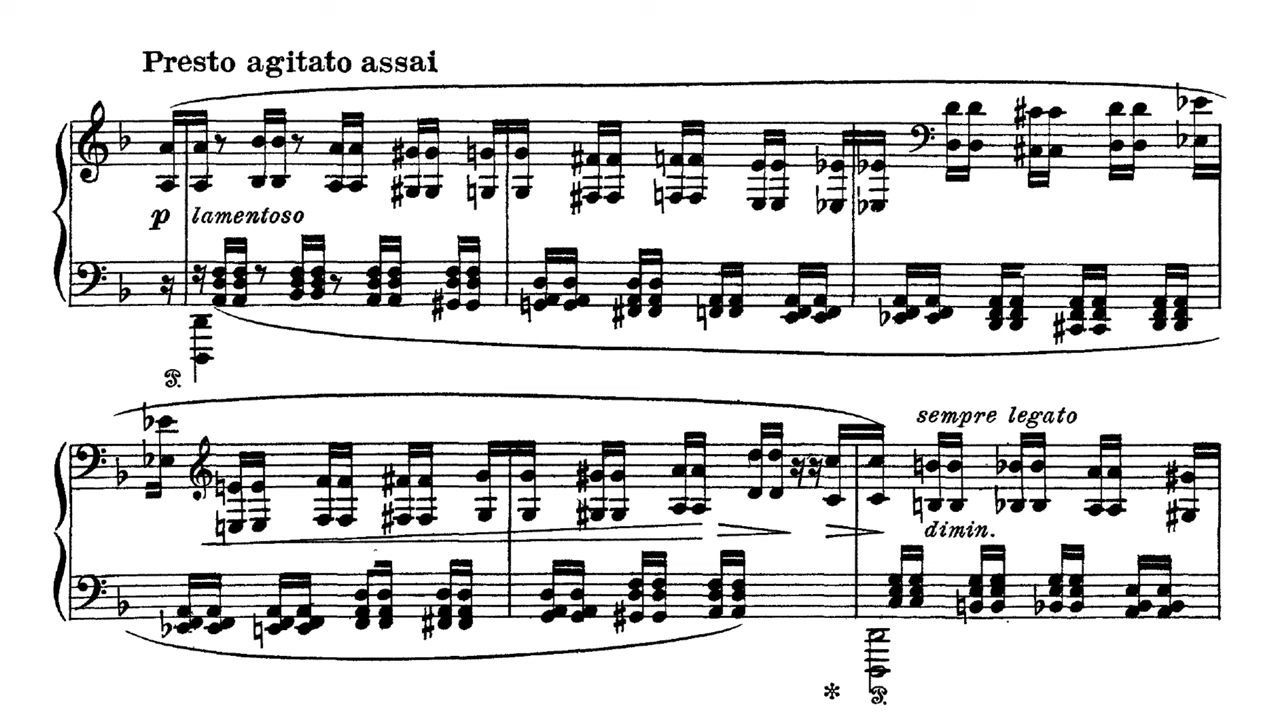 Presto agitato assai
p lamentoso
sempre legato
dimin.